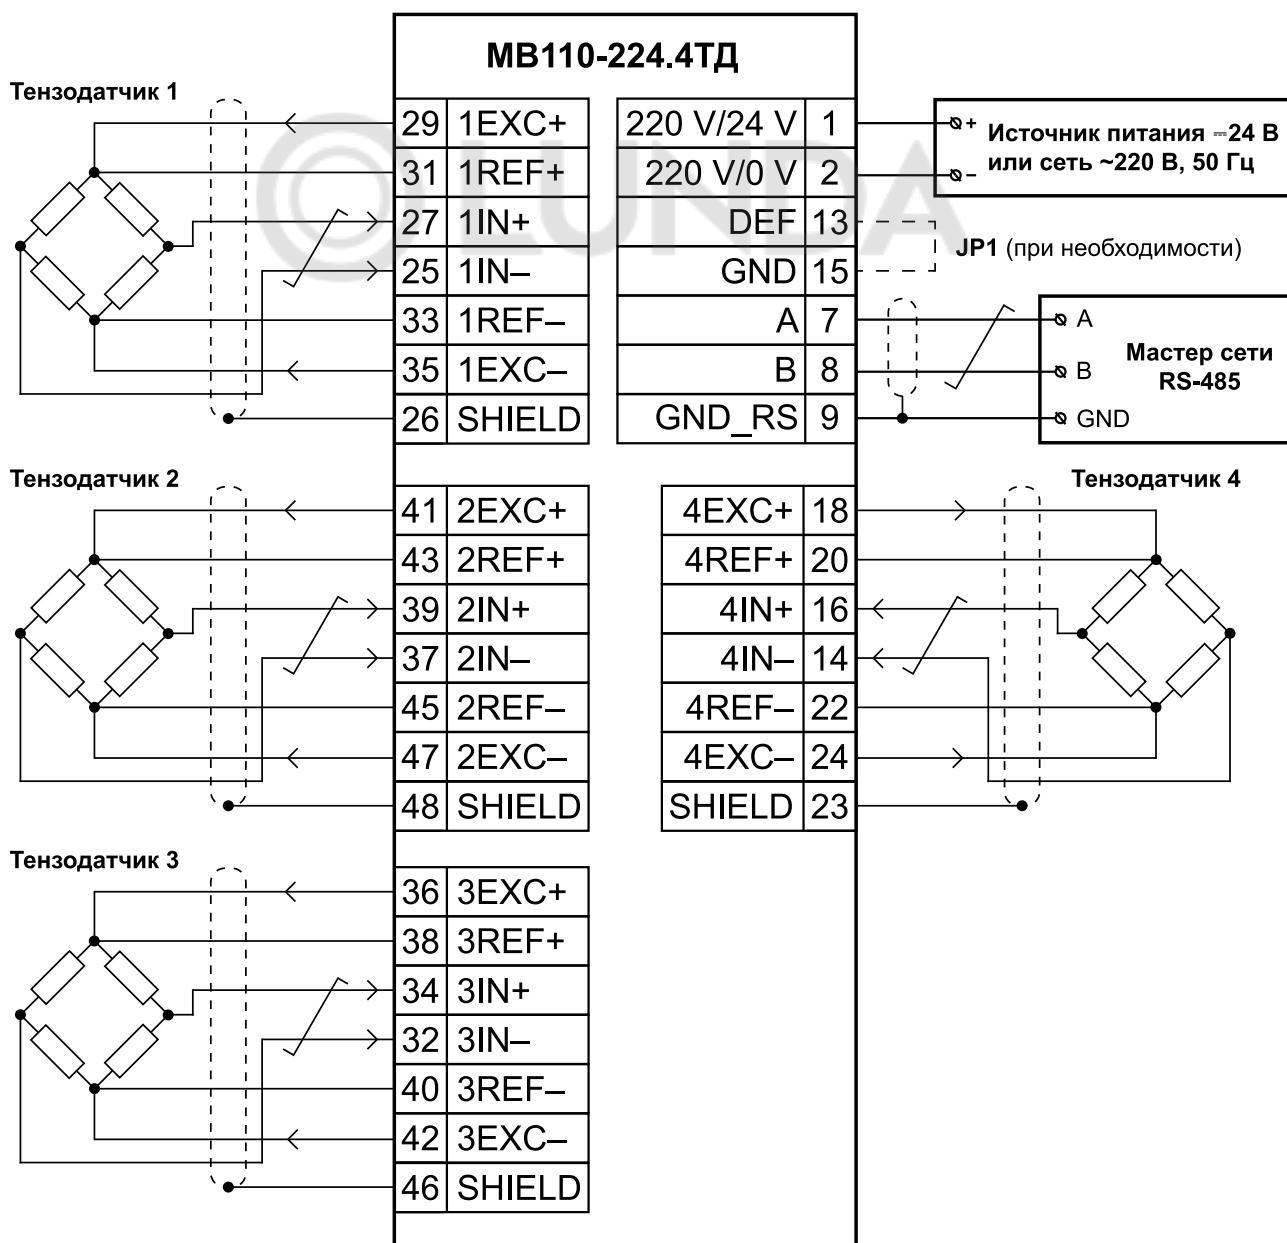 МВ110-224.4ТД
LUNDA
Тензодатчик 1
29 1EXC+
31 1REF+
27 1IN+
25 1IN–
33 1REF–
35 1EXC–
26 SHIELD
220 V/24 V 1
220 V/0 V 2
DEF 13
GND 15
A 7
B 8
GND_RS 9
+
–
Источник питания ⎓24 В
или сеть ~220 В, 50 Гц
JP1 (при необходимости)
A
B
GND
Мастер сети
RS-485
Тензодатчик 2
41 2EXC+
43 2REF+
39 2IN+
37 2IN–
45 2REF–
47 2EXC–
48 SHIELD
Тензодатчик 4
4EXC+ 18
4REF+ 20
4IN+ 16
4IN– 14
4REF– 22
4EXC– 24
SHIELD 23
Тензодатчик 3
36 3EXC+
38 3REF+
34 3IN+
32 3IN–
40 3REF–
42 3EXC–
46 SHIELD